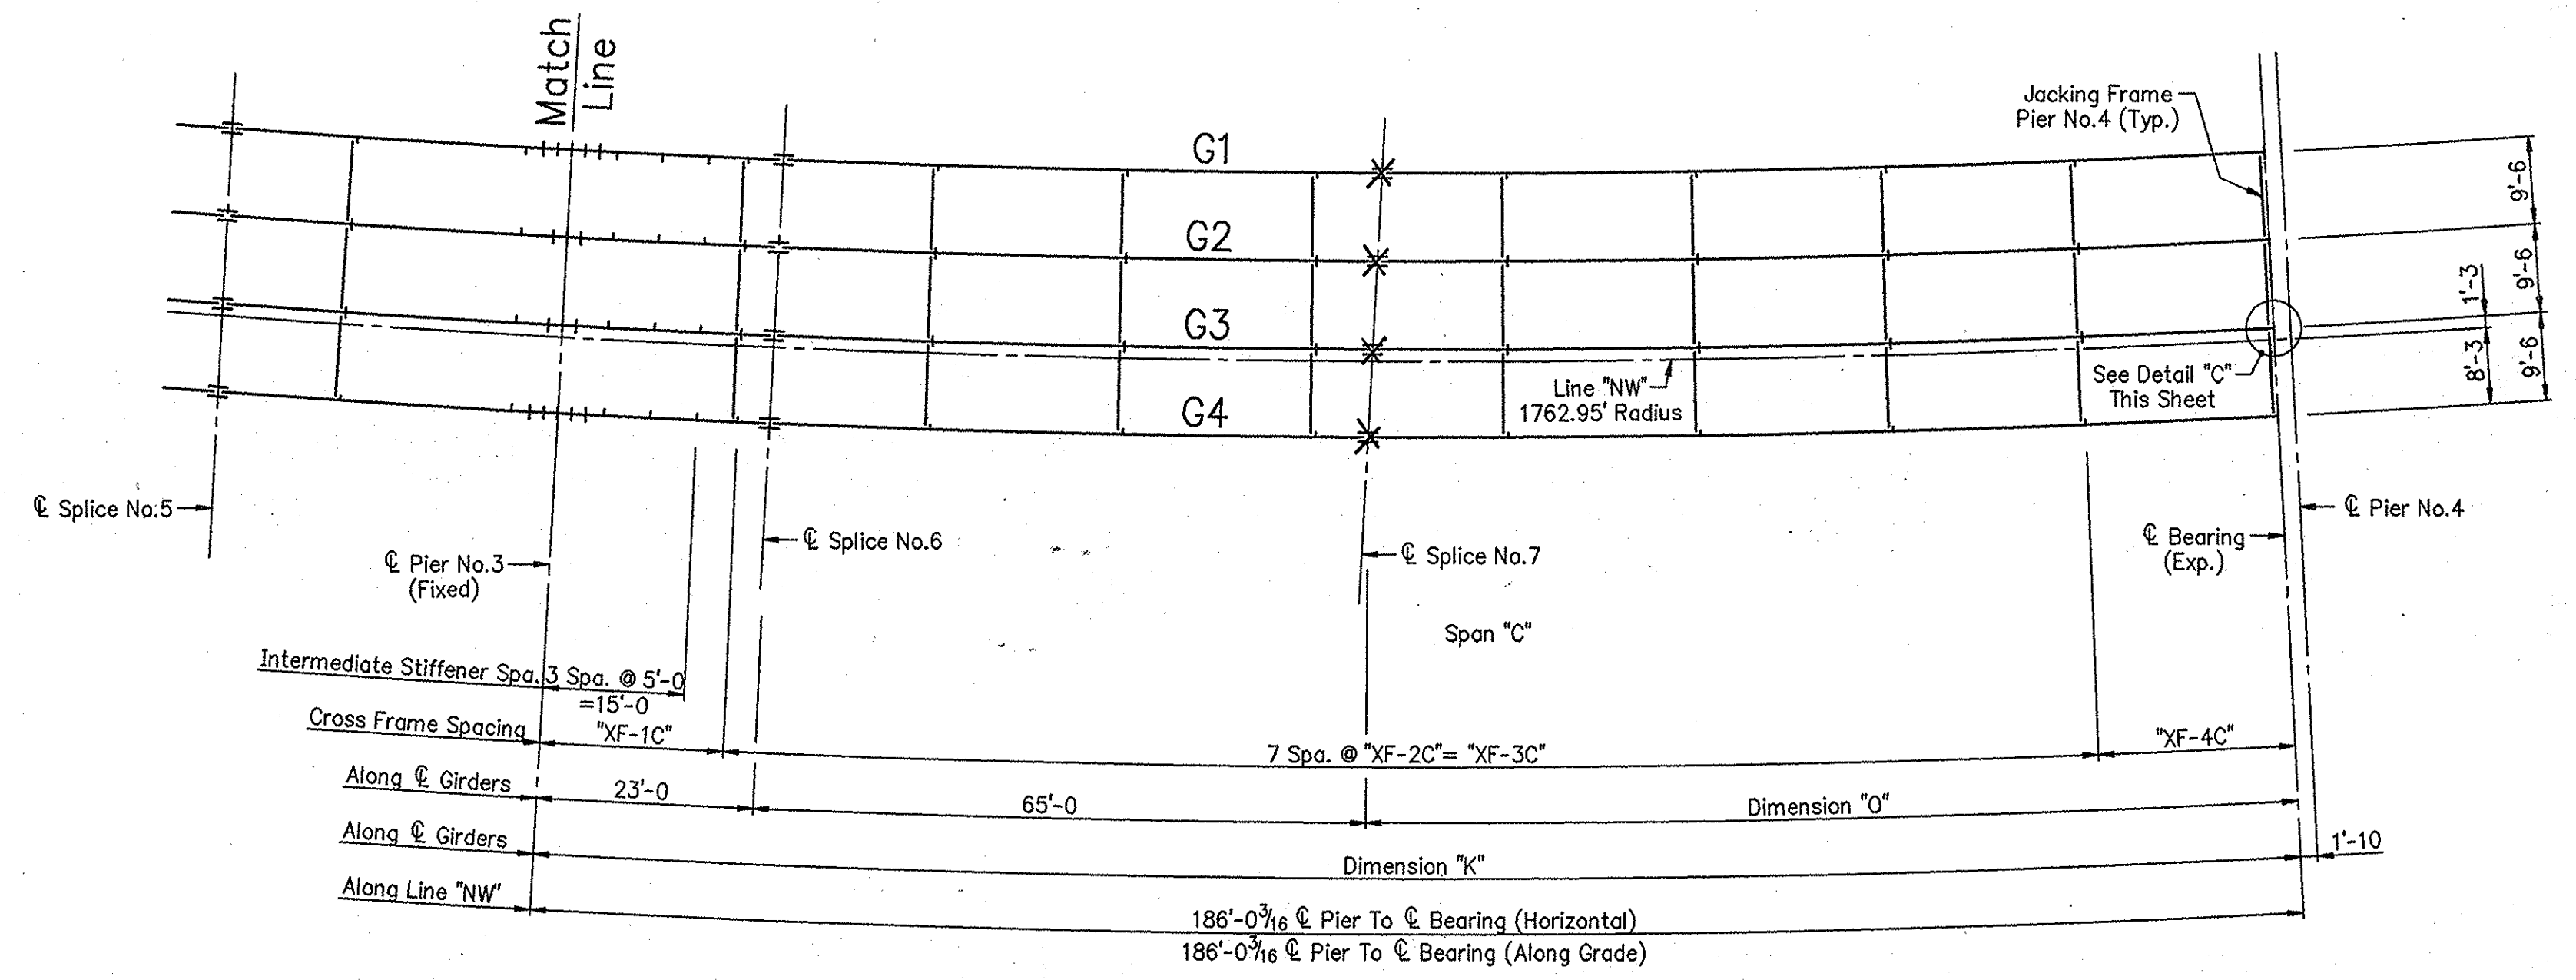 Match
Line
Jacking Frame
Pier No.4 (Typ.)
G1
G2
G3
G4
9'-6
9'-6
1'-3
8'-3
9'-6
Line "NW"
1762.95' Radius
See Detail "C"
This Sheet
℄ Splice No.5
℄ Pier No.3
(Fixed)
℄ Splice No.6
℄ Splice No.7
℄ Bearing
(Exp.)
℄ Pier No.4
Span "C"
Intermediate Stiffener Spa. 3 Spa. @ 5'-0
=15'-0
Cross Frame Spacing "XF-1C" 7 Spa. @ "XF-2C"= "XF-3C" "XF-4C"
Along ℄ Girders 23'-0 65'-0 Dimension "O"
Along ℄ Girders Dimension "K" 1'-10
Along Line "NW"
186'-0 3/16 ℄ Pier To ℄ Bearing (Horizontal)
186'-0 3/16 ℄ Pier To ℄ Bearing (Along Grade)